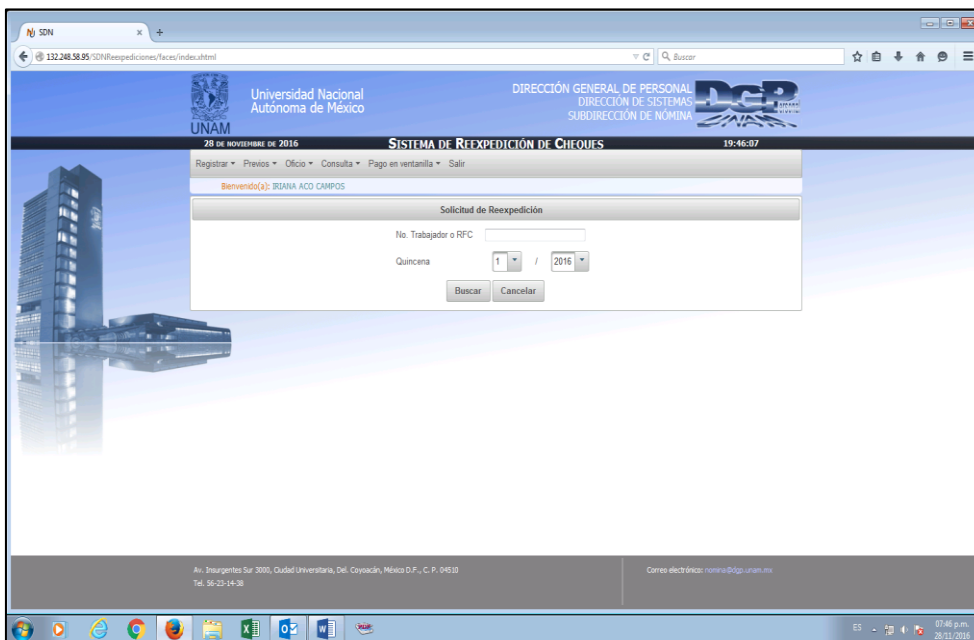 SDN
132.248.58.95/SDNReexpediciones/faces/index.xhtml
Buscar
UNAM
Universidad Nacional
Autónoma de México
DIRECCIÓN GENERAL DE PERSONAL
DIRECCIÓN DE SISTEMAS
SUBDIRECCIÓN DE NÓMINA
DGP
28 DE NOVIEMBRE DE 2016 SISTEMA DE REEXPEDICIÓN DE CHEQUES 19:46:07
Registrar Previos Oficio Consulta Pago en ventanilla Salir
Bienvenido(a): IRIANA ACO CAMPOS
Solicitud de Reexpedición
No. Trabajador o RFC
Quincena 1 / 2016
Buscar Cancelar
Av. Insurgentes Sur 3000, Ciudad Universitaria, Del. Coyoacán, México D.F., C. P. 04510
Tel. 56-23-14-38
Correo electrónico: nomina@dgp.unam.mx
ES 07:46 p.m.
28/11/2016